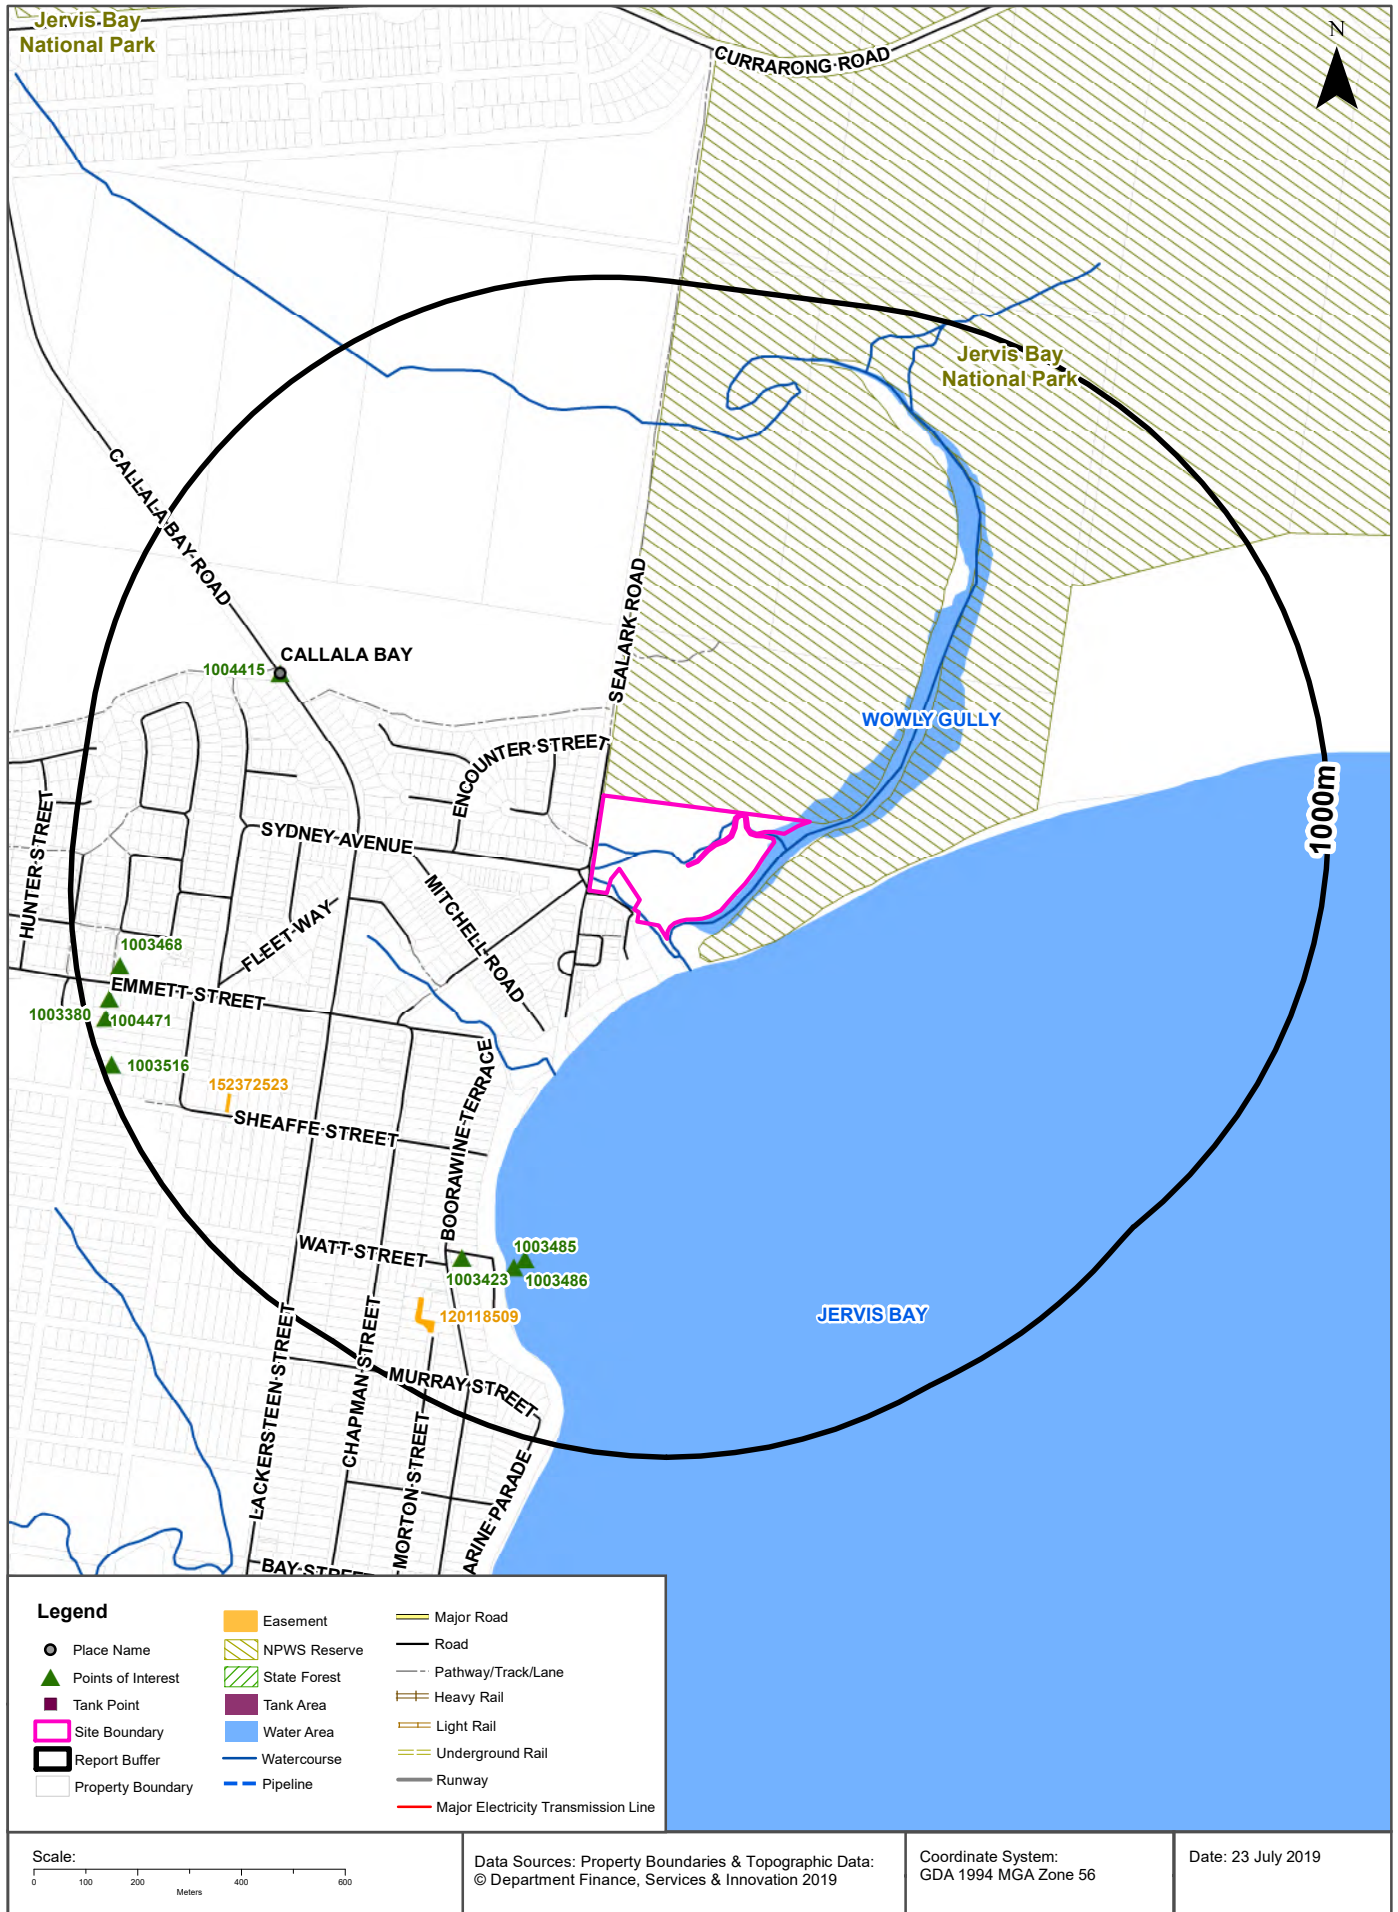 Jervis Bay
National Park
CURRARONG ROAD
N
Jervis Bay
National Park
CALLALA BAY ROAD
SEALARK ROAD
CALLALA BAY
1004415
WOWLY GULLY
ENCOUNTER STREET
1000m
HUNTER STREET
SYDNEY AVENUE
MITCHELL ROAD
FLEET WAY
1003468
EMMETT STREET
1003380
1004471
1003516
152372523
SHEAFFE STREET
BOORAWINE TERRACE
WATT STREET
1003485
1003423
1003486
120118509
JERVIS BAY
LACKERSTEEN STREET
CHAPMAN STREET
MURRAY STREET
MORTON STREET
ARINE PARADE
BAY STREET
Legend
Place Name
Points of Interest
Tank Point
Site Boundary
Report Buffer
Property Boundary
Easement
NPWS Reserve
State Forest
Tank Area
Water Area
Watercourse
Pipeline
Major Road
Road
Pathway/Track/Lane
Heavy Rail
Light Rail
Underground Rail
Runway
Major Electricity Transmission Line
Scale:
0 100 200 400 600
Meters
Data Sources: Property Boundaries & Topographic Data:
© Department Finance, Services & Innovation 2019
Coordinate System:
GDA 1994 MGA Zone 56
Date: 23 July 2019